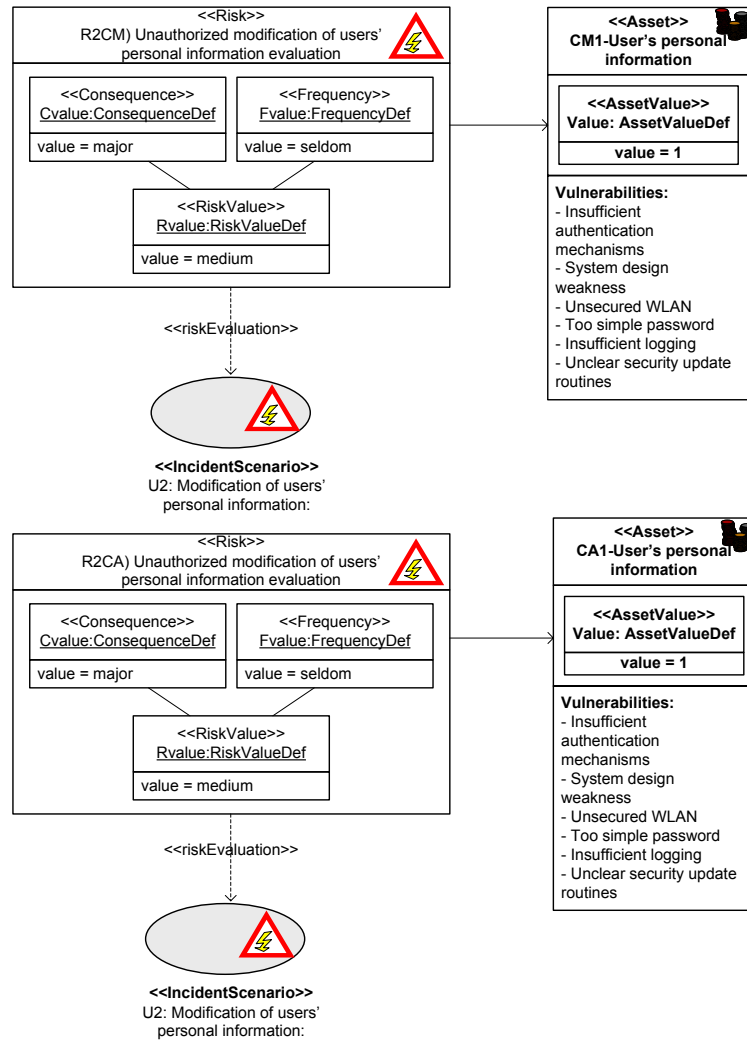 <<Risk>>
R2CM) Unauthorized modification of users'
personal information evaluation
<<Consequence>>
Cvalue:ConsequenceDef
value = major
<<Frequency>>
Fvalue:FrequencyDef
value = seldom
<<RiskValue>>
Rvalue:RiskValueDef
value = medium
<<Asset>>
CM1-User's personal
information
<<AssetValue>>
Value: AssetValueDef
value = 1
Vulnerabilities:
- Insufficient
authentication
mechanisms
- System design
weakness
- Unsecured WLAN
- Too simple password
- Insufficient logging
- Unclear security update
routines
<<riskEvaluation>>
<<IncidentScenario>>
U2: Modification of users'
personal information:
<<Risk>>
R2CA) Unauthorized modification of users'
personal information evaluation
<<Consequence>>
Cvalue:ConsequenceDef
value = major
<<Frequency>>
Fvalue:FrequencyDef
value = seldom
<<RiskValue>>
Rvalue:RiskValueDef
value = medium
<<Asset>>
CA1-User's personal
information
<<AssetValue>>
Value: AssetValueDef
value = 1
Vulnerabilities:
- Insufficient
authentication
mechanisms
- System design
weakness
- Unsecured WLAN
- Too simple password
- Insufficient logging
- Unclear security update
routines
<<riskEvaluation>>
<<IncidentScenario>>
U2: Modification of users'
personal information: